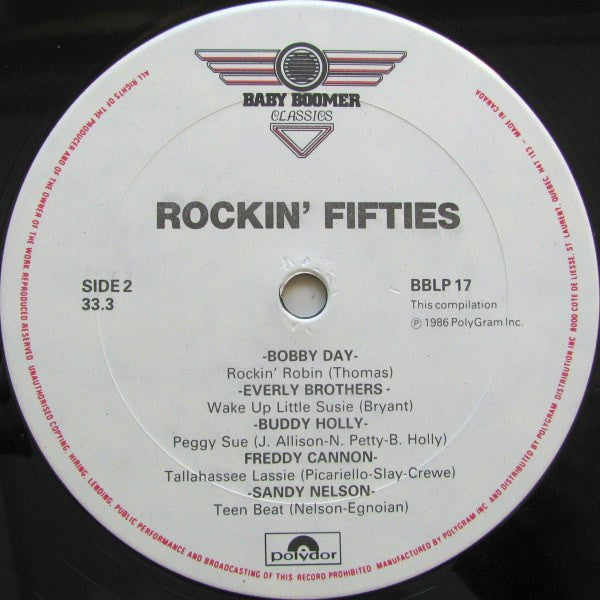 BABY BOOMER
CLASSICS
ROCKIN' FIFTIES
SIDE 2
33.3
BBLP 17
This compilation
Ⓟ 1986 PolyGram Inc.
-BOBBY DAY-
Rockin' Robin (Thomas)
-EVERLY BROTHERS -
Wake Up Little Susie (Bryant)
-BUDDY HOLLY-
Peggy Sue (J. Allison-N. Petty-B. Holly)
FREDDY CANNON-
Tallahassee Lassie (Picariello-Slay-Crewe)
-SANDY NELSON-
Teen Beat (Nelson-Egnoian)
polydor
ALL RIGHTS OF THE PRODUCER AND OF THE OWNER OF THE WORK REPRODUCED RESERVED UNAUTHORISED COPYING, HIRING, LENDING, PUBLIC PERFORMANCE AND BROADCASTING OF THIS RECORD PROHIBITED MANUFACTURED BY POLYGRAM INC AND DISTRIBUTED BY POLYGRAM DISTRIBUTION INC 6000 COTE DE LIESSE, ST LAURENT, QUEBEC H4T 1E3 - MADE IN CANADA